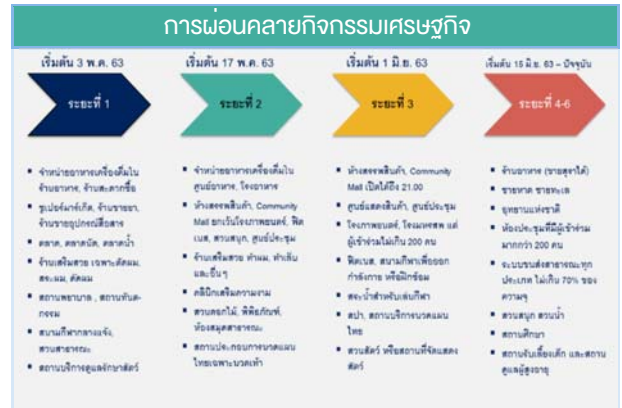 การผ่อนคลายกิจกรรมเศรษฐกิจ
เริ่มต้น 3 พ.ค. 63
ระยะที่ 1
▪ จำหน่ายอาหารเครื่องดื่มใน
ร้านอาหาร, ร้านสะดวกซื้อ
▪ ซูเปอร์มาร์เก็ต, ร้านขายยา,
ร้านขายอุปกรณ์สื่อสาร
▪ ตลาด, ตลาดนัด, ตลาดน้ำ
▪ ร้านเสริมสวย เฉพาะตัดผม,
สระผม, ตัดผม
▪ สถานพยาบาล , สถานทันต-
กรรม
▪ สนามกีฬากลางแจ้ง,
สวนสาธารณะ
▪ สถานบริการดูแลรักษาสัตว์
เริ่มต้น 17 พ.ค. 63
ระยะที่ 2
▪ จำหน่ายอาหารเครื่องดื่มใน
ศูนย์อาหาร, โรงอาหาร
▪ ห้างสรรพสินค้า, Community
Mall ยกเว้นโรงภาพยนตร์, ฟิต
เนส, สวนสนุก, ศูนย์ประชุม
▪ ร้านเสริมสวย ทำผม, ทำเล็บ
และอื่นๆ
▪ คลินิกเสริมความงาม
▪ สวนดอกไม้, พิพิธภัณฑ์,
ห้องสมุดสาธารณะ
▪ สถานประกอบการนวดแผน
ไทยเฉพาะนวดเท้า
เริ่มต้น 1 มิ.ย. 63
ระยะที่ 3
▪ ห้างสรรพสินค้า, Community
Mall เปิดได้ถึง 21.00
▪ ศูนย์แสดงสินค้า, ศูนย์ประชุม
▪ โรงภาพยนตร์, โรงมหรสพ แต่
ผู้เข้าร่วมไม่เกิน 200 คน
▪ ฟิตเนส, สนามกีฬาเพื่อออก
กำลังกาย หรือฝึกซ้อม
▪ สระน้ำสำหรับเล่นกีฬา
▪ สปา, สถานบริการนวดแผน
ไทย
▪ สวนสัตว์ หรือสถานที่จัดแสดง
สัตว์
เริ่มต้น 15 มิ.ย. 63 – ปัจจุบัน
ระยะที่ 4-6
▪ ร้านอาหาร (ขายสุราได้)
▪ ชายหาด ชายทะเล
▪ อุทยานแห่งชาติ
▪ ห้องประชุมที่มีผู้เข้าร่วม
มากกว่า 200 คน
▪ ระบบขนส่งสาธารณะทุก
ประเภท ไม่เกิน 70% ของ
ความจุ
▪ สวนสนุก สวนน้ำ
▪ สถานศึกษา
▪ สถานรับเลี้ยงเด็ก และสถาน
ดูแลผู้สูงอายุ